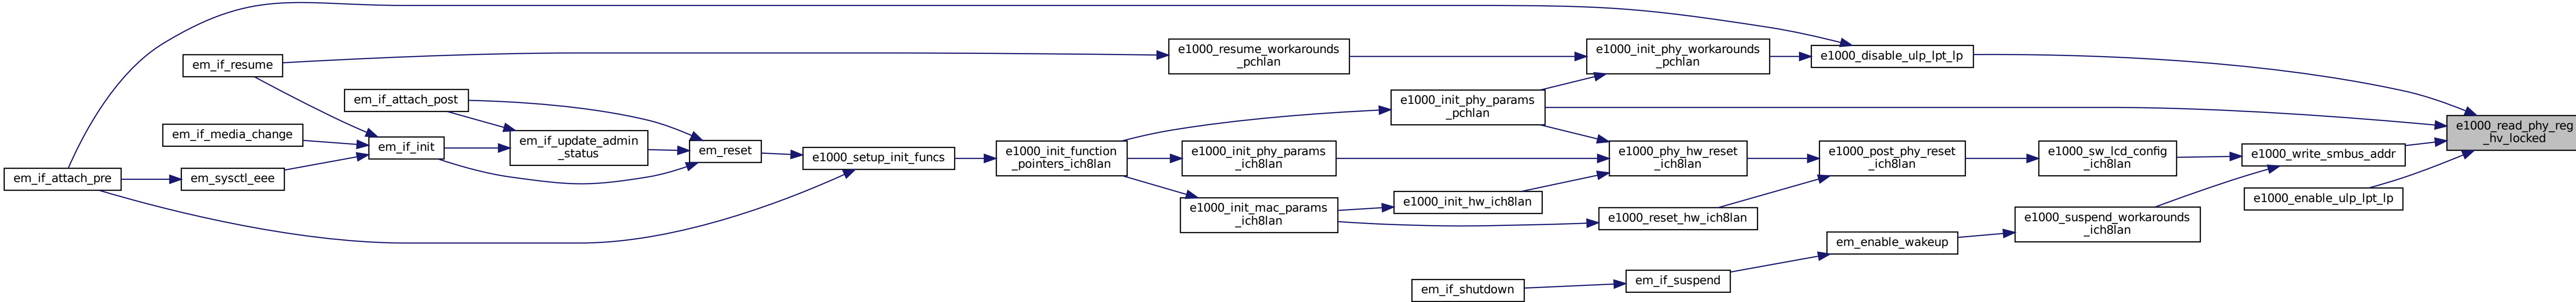 em_if_attach_pre
em_if_resume
em_if_media_change
em_sysctl_eee
em_if_attach_post
em_if_init
em_if_update_admin
_status
em_reset
e1000_setup_init_funcs
e1000_init_function
_pointers_ich8lan
e1000_resume_workarounds
_pchlan
e1000_init_phy_params
_ich8lan
e1000_init_mac_params
_ich8lan
e1000_init_phy_params
_pchlan
e1000_init_hw_ich8lan
em_if_shutdown
e1000_init_phy_workarounds
_pchlan
e1000_phy_hw_reset
_ich8lan
e1000_reset_hw_ich8lan
em_if_suspend
e1000_disable_ulp_lpt_lp
e1000_post_phy_reset
_ich8lan
em_enable_wakeup
e1000_sw_lcd_config
_ich8lan
e1000_suspend_workarounds
_ich8lan
e1000_write_smbus_addr
e1000_enable_ulp_lpt_lp
e1000_read_phy_reg
_hv_locked